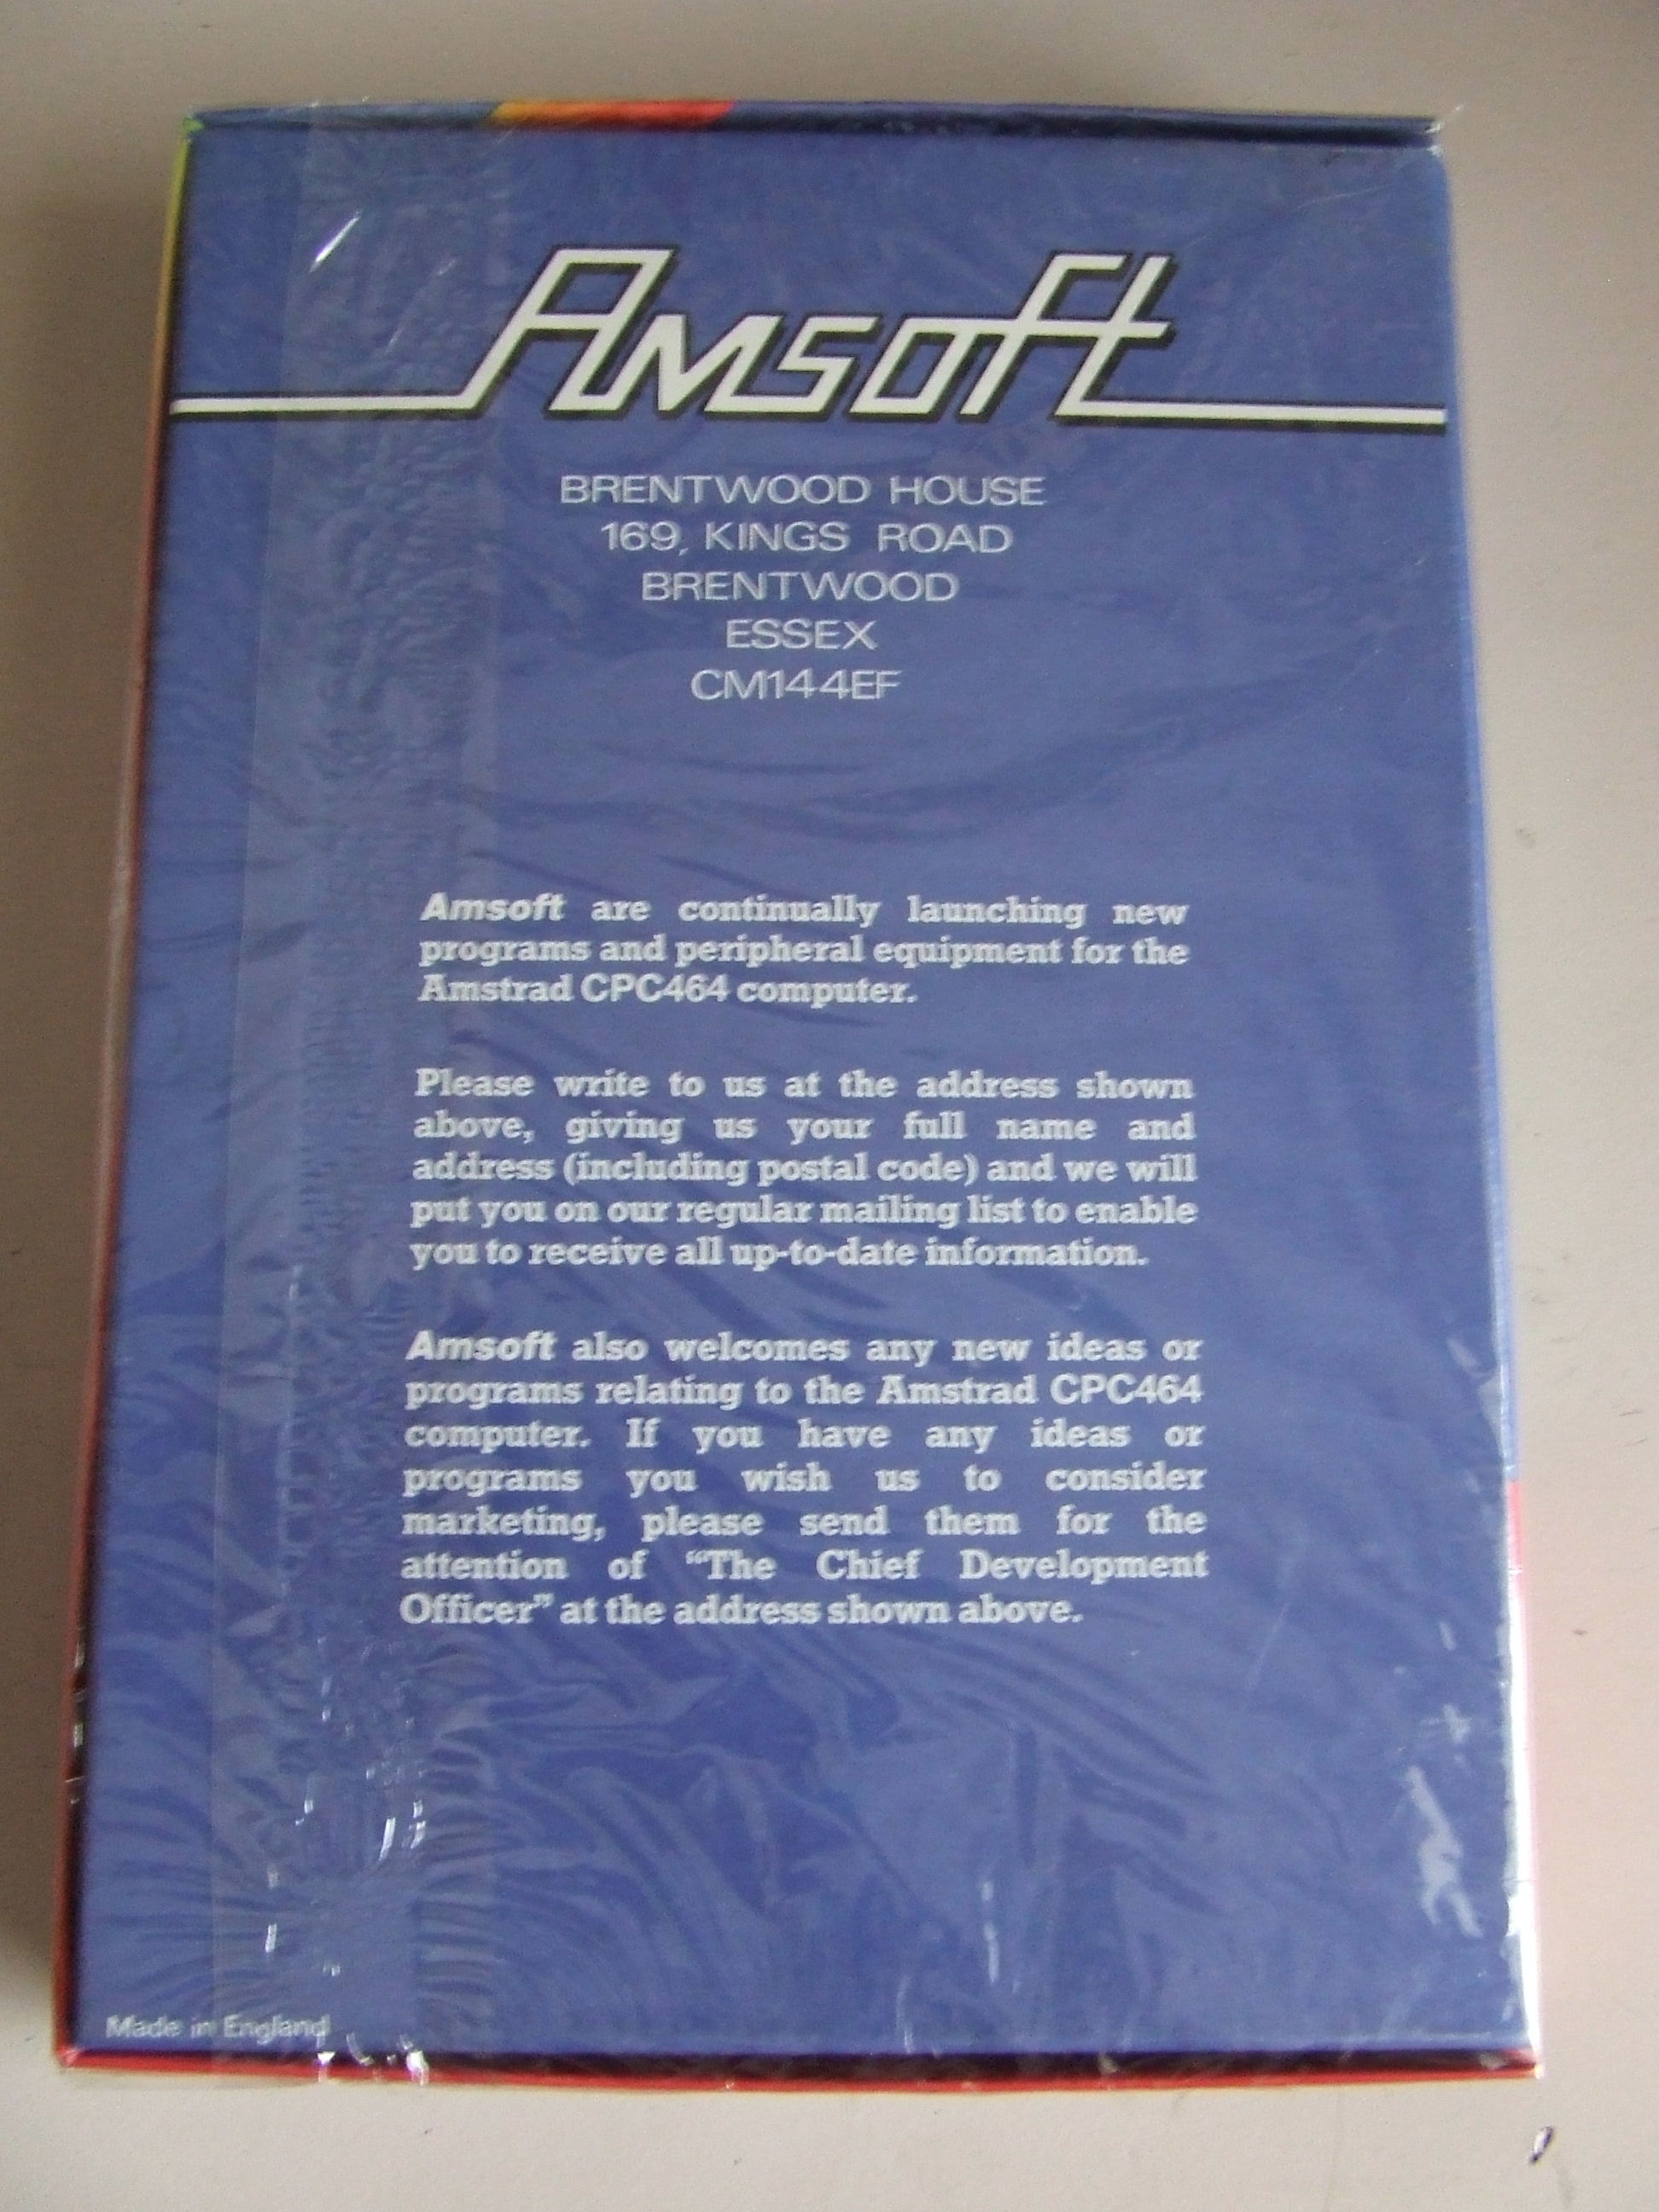 Amsoft
BRENTWOOD HOUSE
169, KINGS ROAD
BRENTWOOD
ESSEX
CM144EF
Amsoft are continually launching new
programs and peripheral equipment for the
Amstrad CPC464 computer.
Please write to us at the address shown
above, giving us your full name and
address (including postal code) and we will
put you on our regular mailing list to enable
you to receive all up-to-date information.
Amsoft also welcomes any new ideas or
programs relating to the Amstrad CPC464
computer. If you have any ideas or
programs you wish us to consider
marketing, please send them for the
attention of “The Chief Development
Officer” at the address shown above.
Made in England